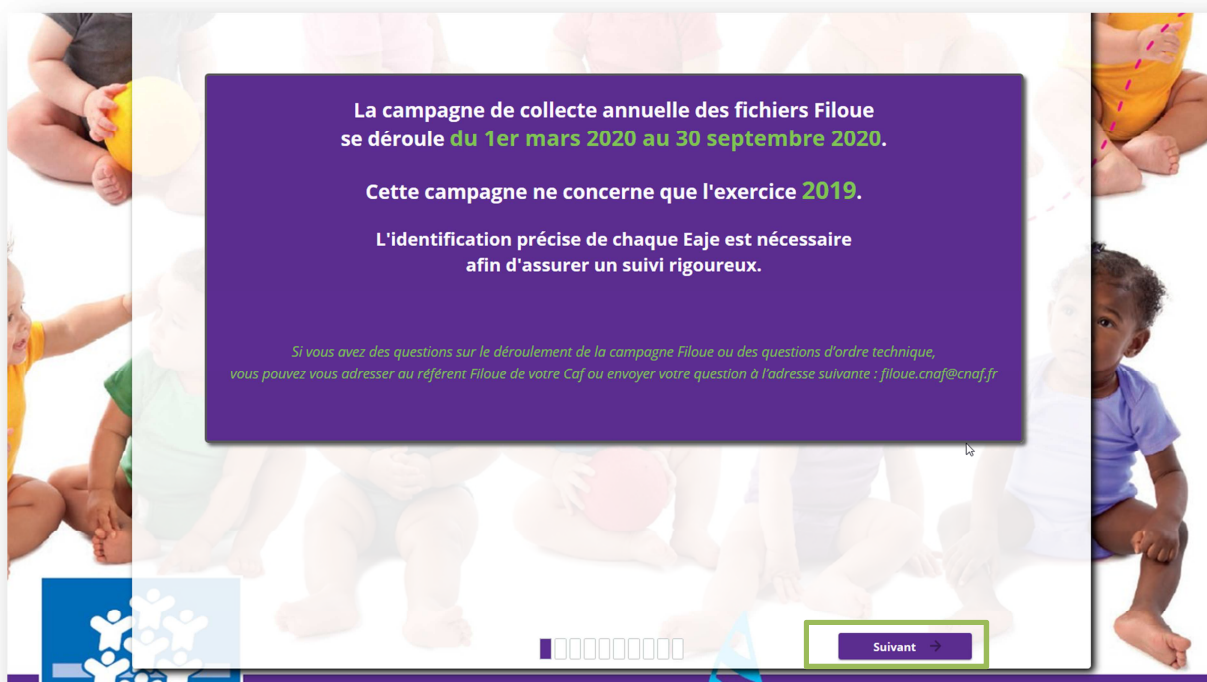 La campagne de collecte annuelle des fichiers Filoue
se déroule du 1er mars 2020 au 30 septembre 2020.
Cette campagne ne concerne que l'exercice 2019.
L'identification précise de chaque Eaje est nécessaire
afin d'assurer un suivi rigoureux.
Si vous avez des questions sur le déroulement de la campagne Filoue ou des questions d'ordre technique,
vous pouvez vous adresser au référent Filoue de votre Caf ou envoyer votre question à l'adresse suivante : filoue.cnaf@cnaf.fr
Suivant →